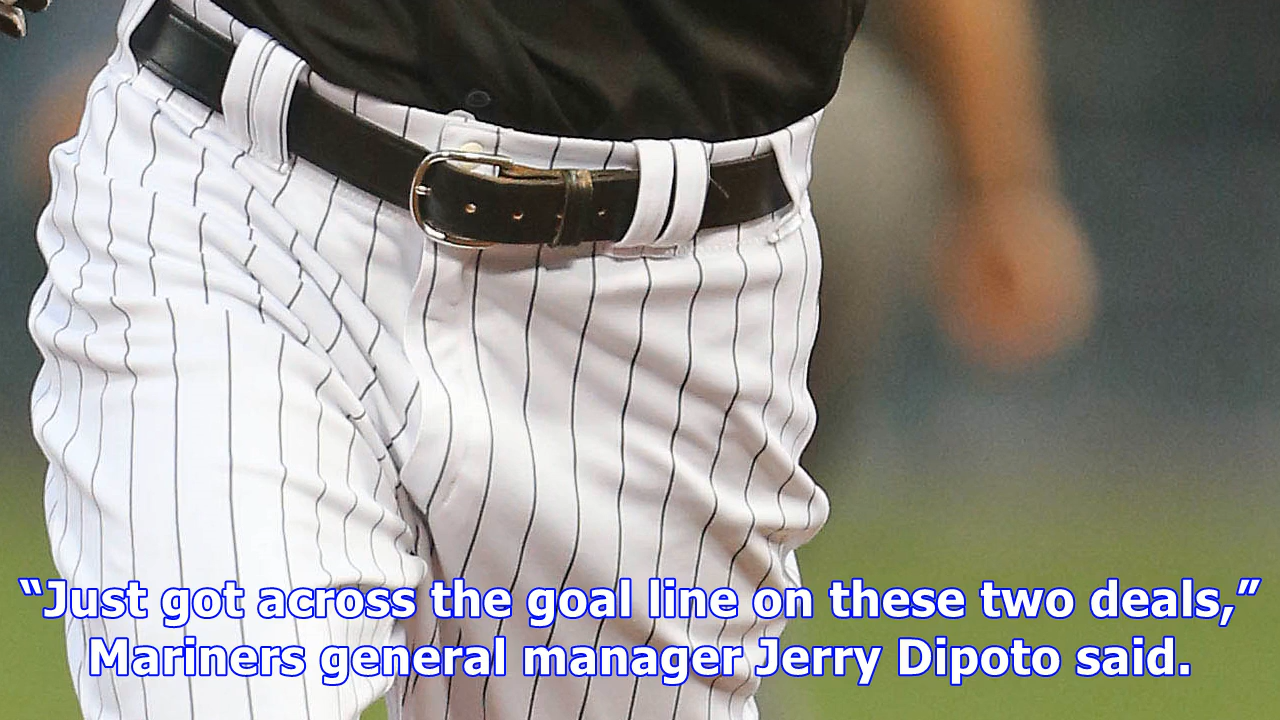 “Just got across the goal line on these two deals,”
Mariners general manager Jerry Dipoto said.